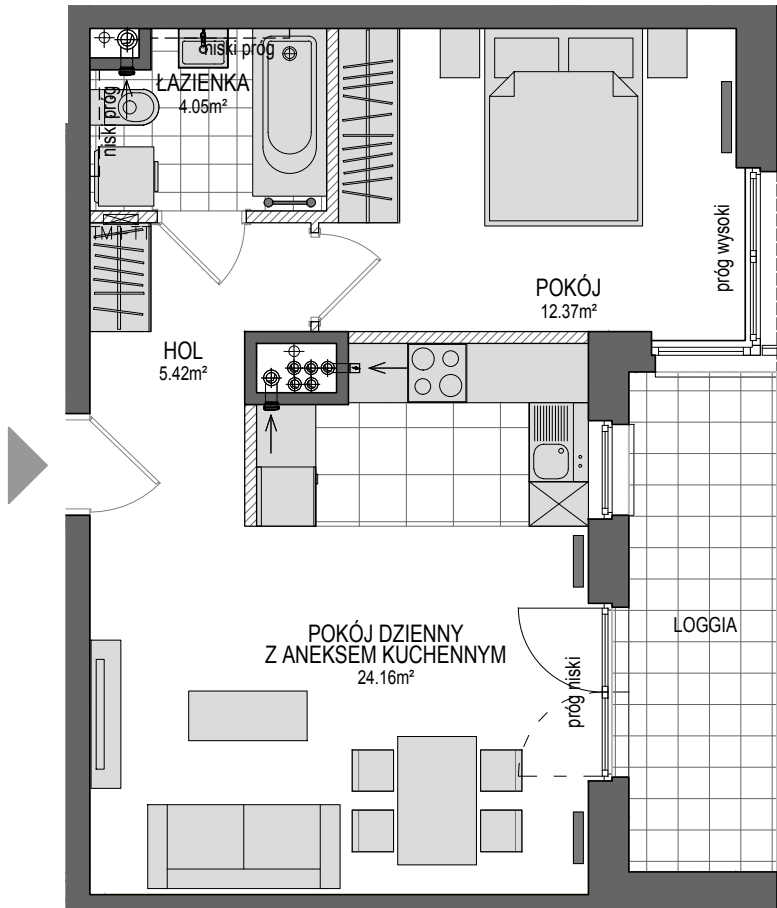 niski próg
ŁAZIENKA
4.05m²
niski próg
POKÓJ
12.37m²
próg wysoki
HOL
5.42m²
POKÓJ DZIENNY
Z ANEKSEM KUCHENNYM
24.16m²
próg niski
LOGGIA